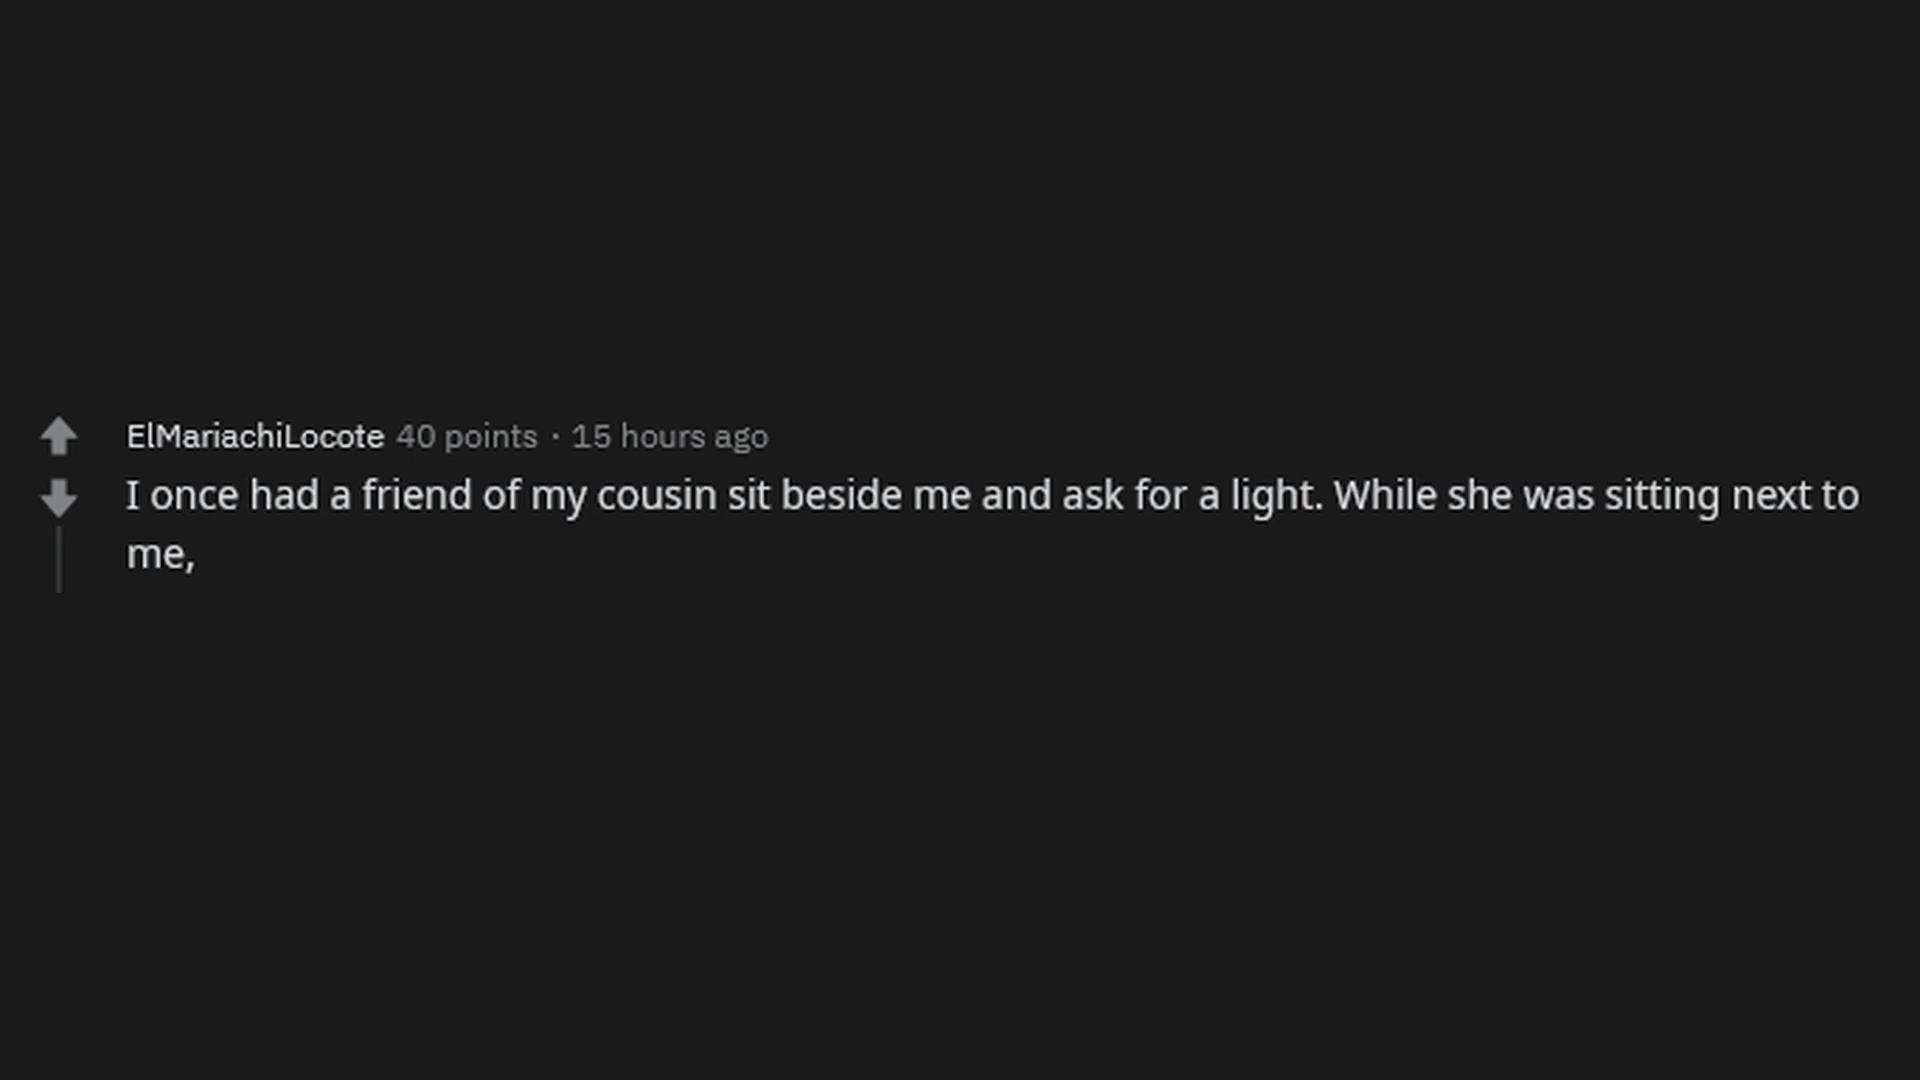 ElMariachiLocote 40 points · 15 hours ago
I once had a friend of my cousin sit beside me and ask for a light. While she was sitting next to
me,